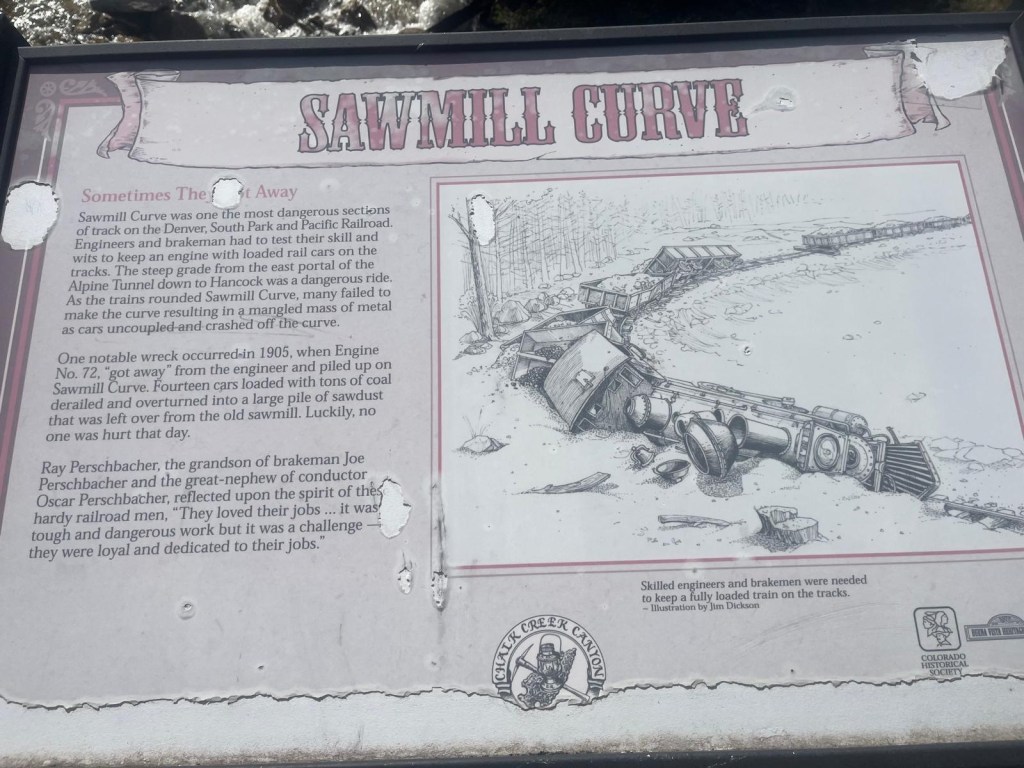 SAWMILL CURVE
Sometimes They Got Away
Sawmill Curve was one the most dangerous sections
of track on the Denver, South Park and Pacific Railroad.
Engineers and brakeman had to test their skill and
wits to keep an engine with loaded rail cars on the
tracks. The steep grade from the east portal of the
Alpine Tunnel down to Hancock was a dangerous ride.
As the trains rounded Sawmill Curve, many failed to
make the curve resulting in a mangled mass of metal
as cars uncoupled and crashed off the curve.
One notable wreck occurred in 1905, when Engine
No. 72, “got away” from the engineer and piled up on
Sawmill Curve. Fourteen cars loaded with tons of coal
derailed and overturned into a large pile of sawdust
that was left over from the old sawmill. Luckily, no
one was hurt that day.
Ray Perschbacher, the grandson of brakeman Joe
Perschbacher and the great-nephew of conductor
Oscar Perschbacher, reflected upon the spirit of these
hardy railroad men, “They loved their jobs ... it was
tough and dangerous work but it was a challenge —
they were loyal and dedicated to their jobs.”
Skilled engineers and brakemen were needed
to keep a fully loaded train on the tracks.
– Illustration by Jim Dickson
CHALK CREEK CANYON
COLORADO
HISTORICAL
SOCIETY
BUENA VISTA HERITAGE